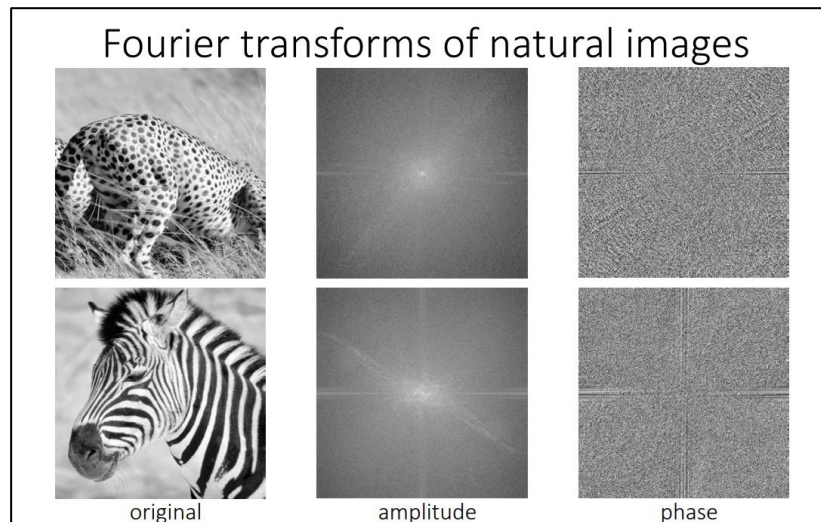 Fourier transforms of natural images
original
amplitude
phase